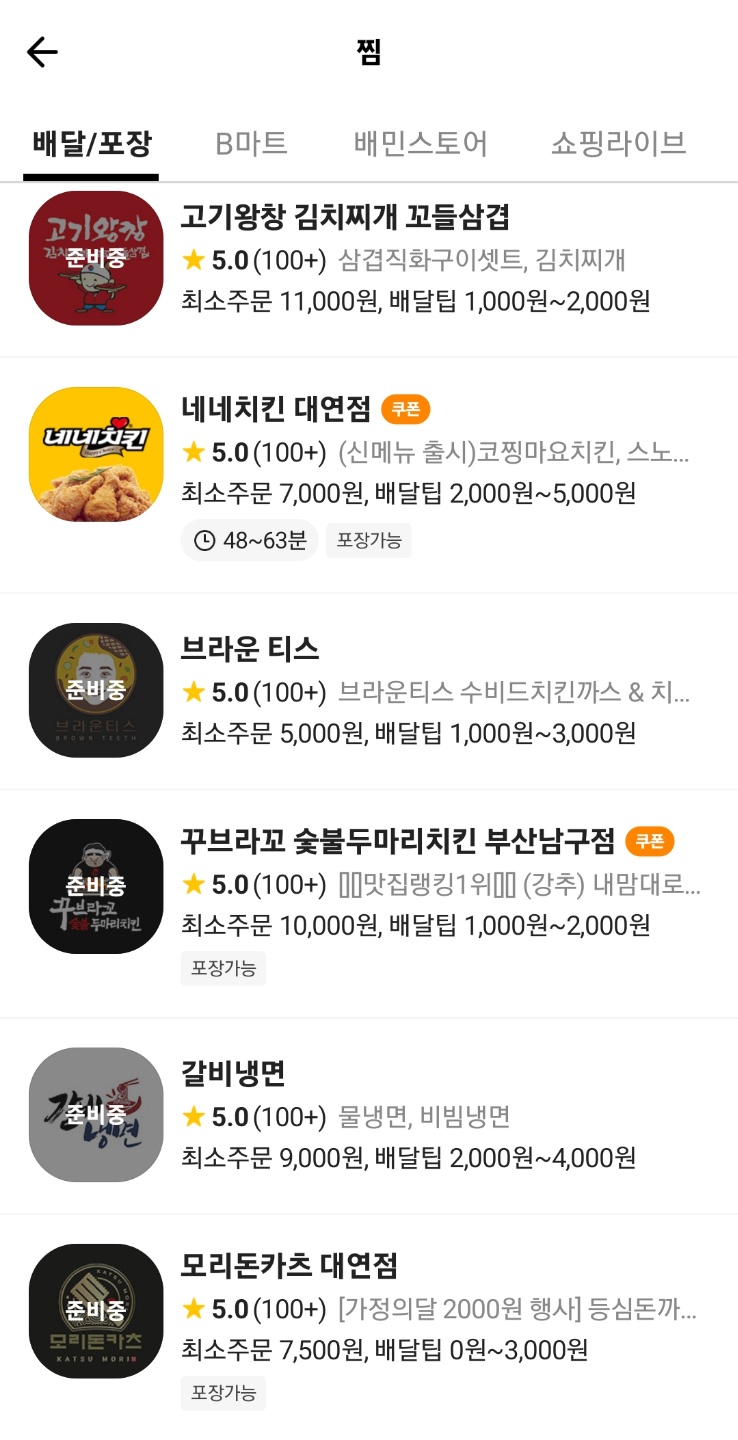 찜
배달/포장 B마트 배민스토어 쇼핑라이브
고기왕창
준비중
고기왕창 김치찌개 꼬들삼겹
5.0(100+) 삼겹직화구이셋트, 김치찌개
최소주문 11,000원, 배달팁 1,000원~2,000원
네네치킨
네네치킨 대연점 쿠폰
5.0(100+) (신메뉴 출시)코찡마요치킨, 스노...
최소주문 7,000원, 배달팁 2,000원~5,000원
48~63분 포장가능
준비중
브라운티스
BROWN TEETH
브라운 티스
5.0(100+) 브라운티스 수비드치킨까스 & 치...
최소주문 5,000원, 배달팁 1,000원~3,000원
준비중
꾸브라꼬
숯불두마리치킨
꾸브라꼬 숯불두마리치킨 부산남구점 쿠폰
5.0(100+) [][]맛집랭킹1위[][] (강추) 내맘대로...
최소주문 10,000원, 배달팁 1,000원~2,000원
포장가능
갈비
준비중
냉면
갈비냉면
5.0(100+) 물냉면, 비빔냉면
최소주문 9,000원, 배달팁 2,000원~4,000원
KATSU MORI
준비중
모리돈카츠
KATSU MORI
모리돈카츠 대연점
5.0(100+) [가정의달 2000원 행사] 등심돈까...
최소주문 7,500원, 배달팁 0원~3,000원
포장가능